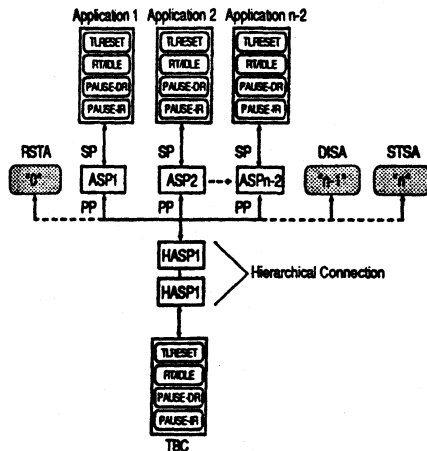 Application 1 Application 2 Application n-2
TLRESET TLRESET TLRESET
RT/IDLE RT/IDLE RT/IDLE
PAUSE-DR PAUSE-DR PAUSE-DR
PAUSE-IR PAUSE-IR PAUSE-IR
RSTA SP SP SP DISA STSA
"0" ASP1 ASP2 ASPn-2 "n-1" "n"
PP PP PP
HASP1
HASP1
Hierarchical Connection
TLRESET
RT/IDLE
PAUSE-DR
PAUSE-IR
TBC